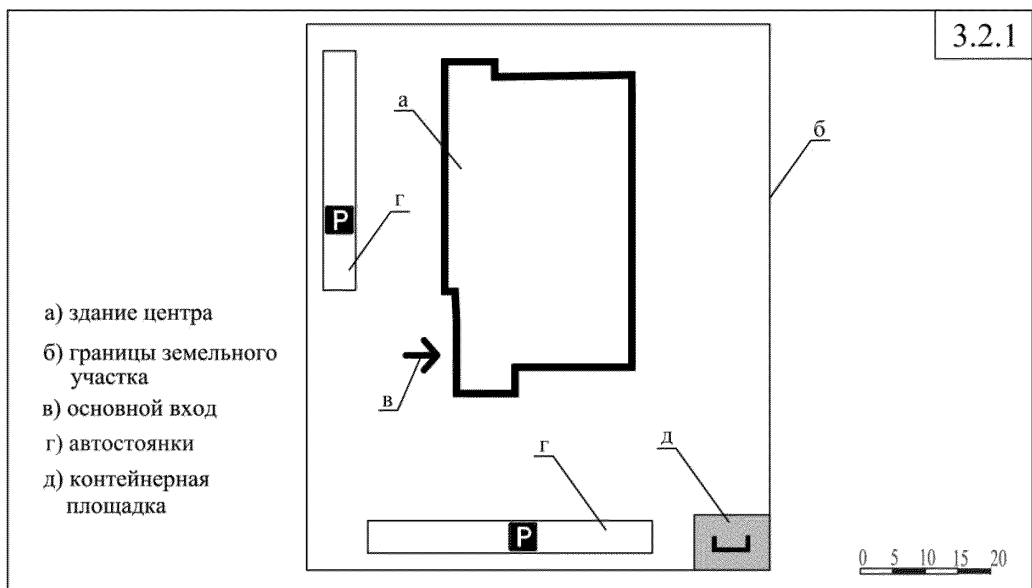 3.2.1
а
б
г
P
а) здание центра
б) границы земельного
участка
в
в) основной вход
г) автостоянки
г
д
д) контейнерная
площадка
P
0 5 10 15 20